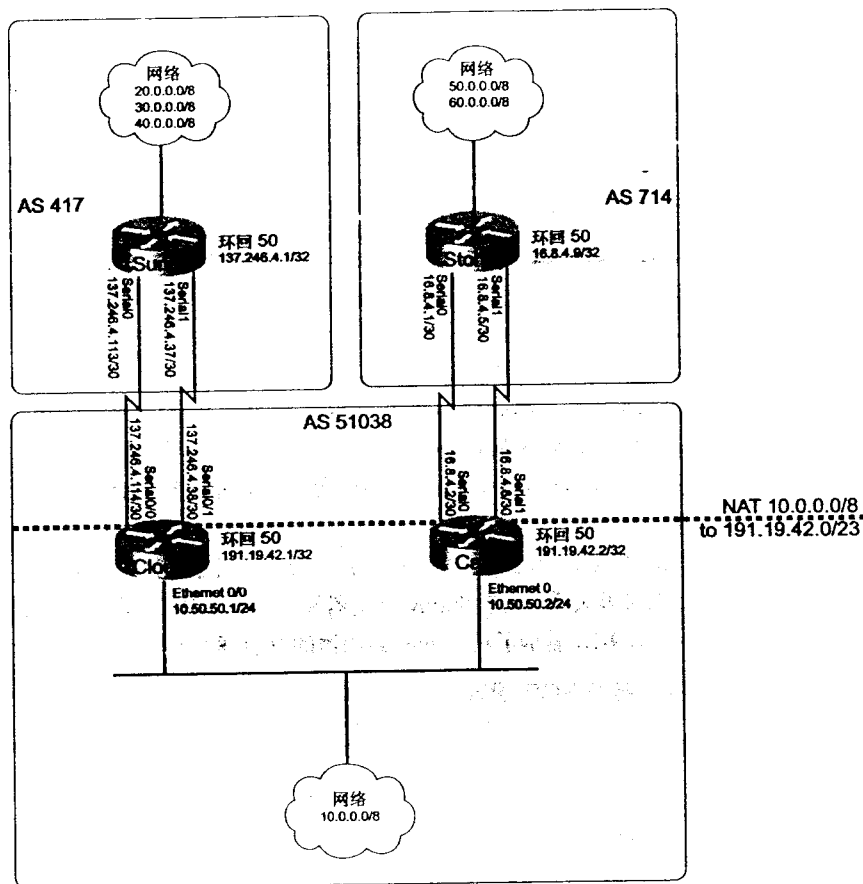 网络
20.0.0.0/8
30.0.0.0/8
40.0.0.0/8
网络
50.0.0.0/8
60.0.0.0/8
AS 417
AS 714
环回 50
137.246.4.1/32
Sto
环回 50
16.8.4.9/32
Serial0
137.246.4.113/30
Serial1
137.246.4.37/30
Serial0
16.8.4.1/30
Serial1
16.8.4.5/30
AS 51038
Serial0/0
137.246.4.114/30
Serial0/1
137.246.4.38/30
Serial0
16.8.4.2/30
Serial1
16.8.4.8/30
NAT 10.0.0.0/8
to 191.19.42.0/23
Clo
环回 50
191.19.42.1/32
环回 50
191.19.42.2/32
Ethernet 0/0
10.50.50.1/24
Ethernet 0
10.50.50.2/24
网络
10.0.0.0/8